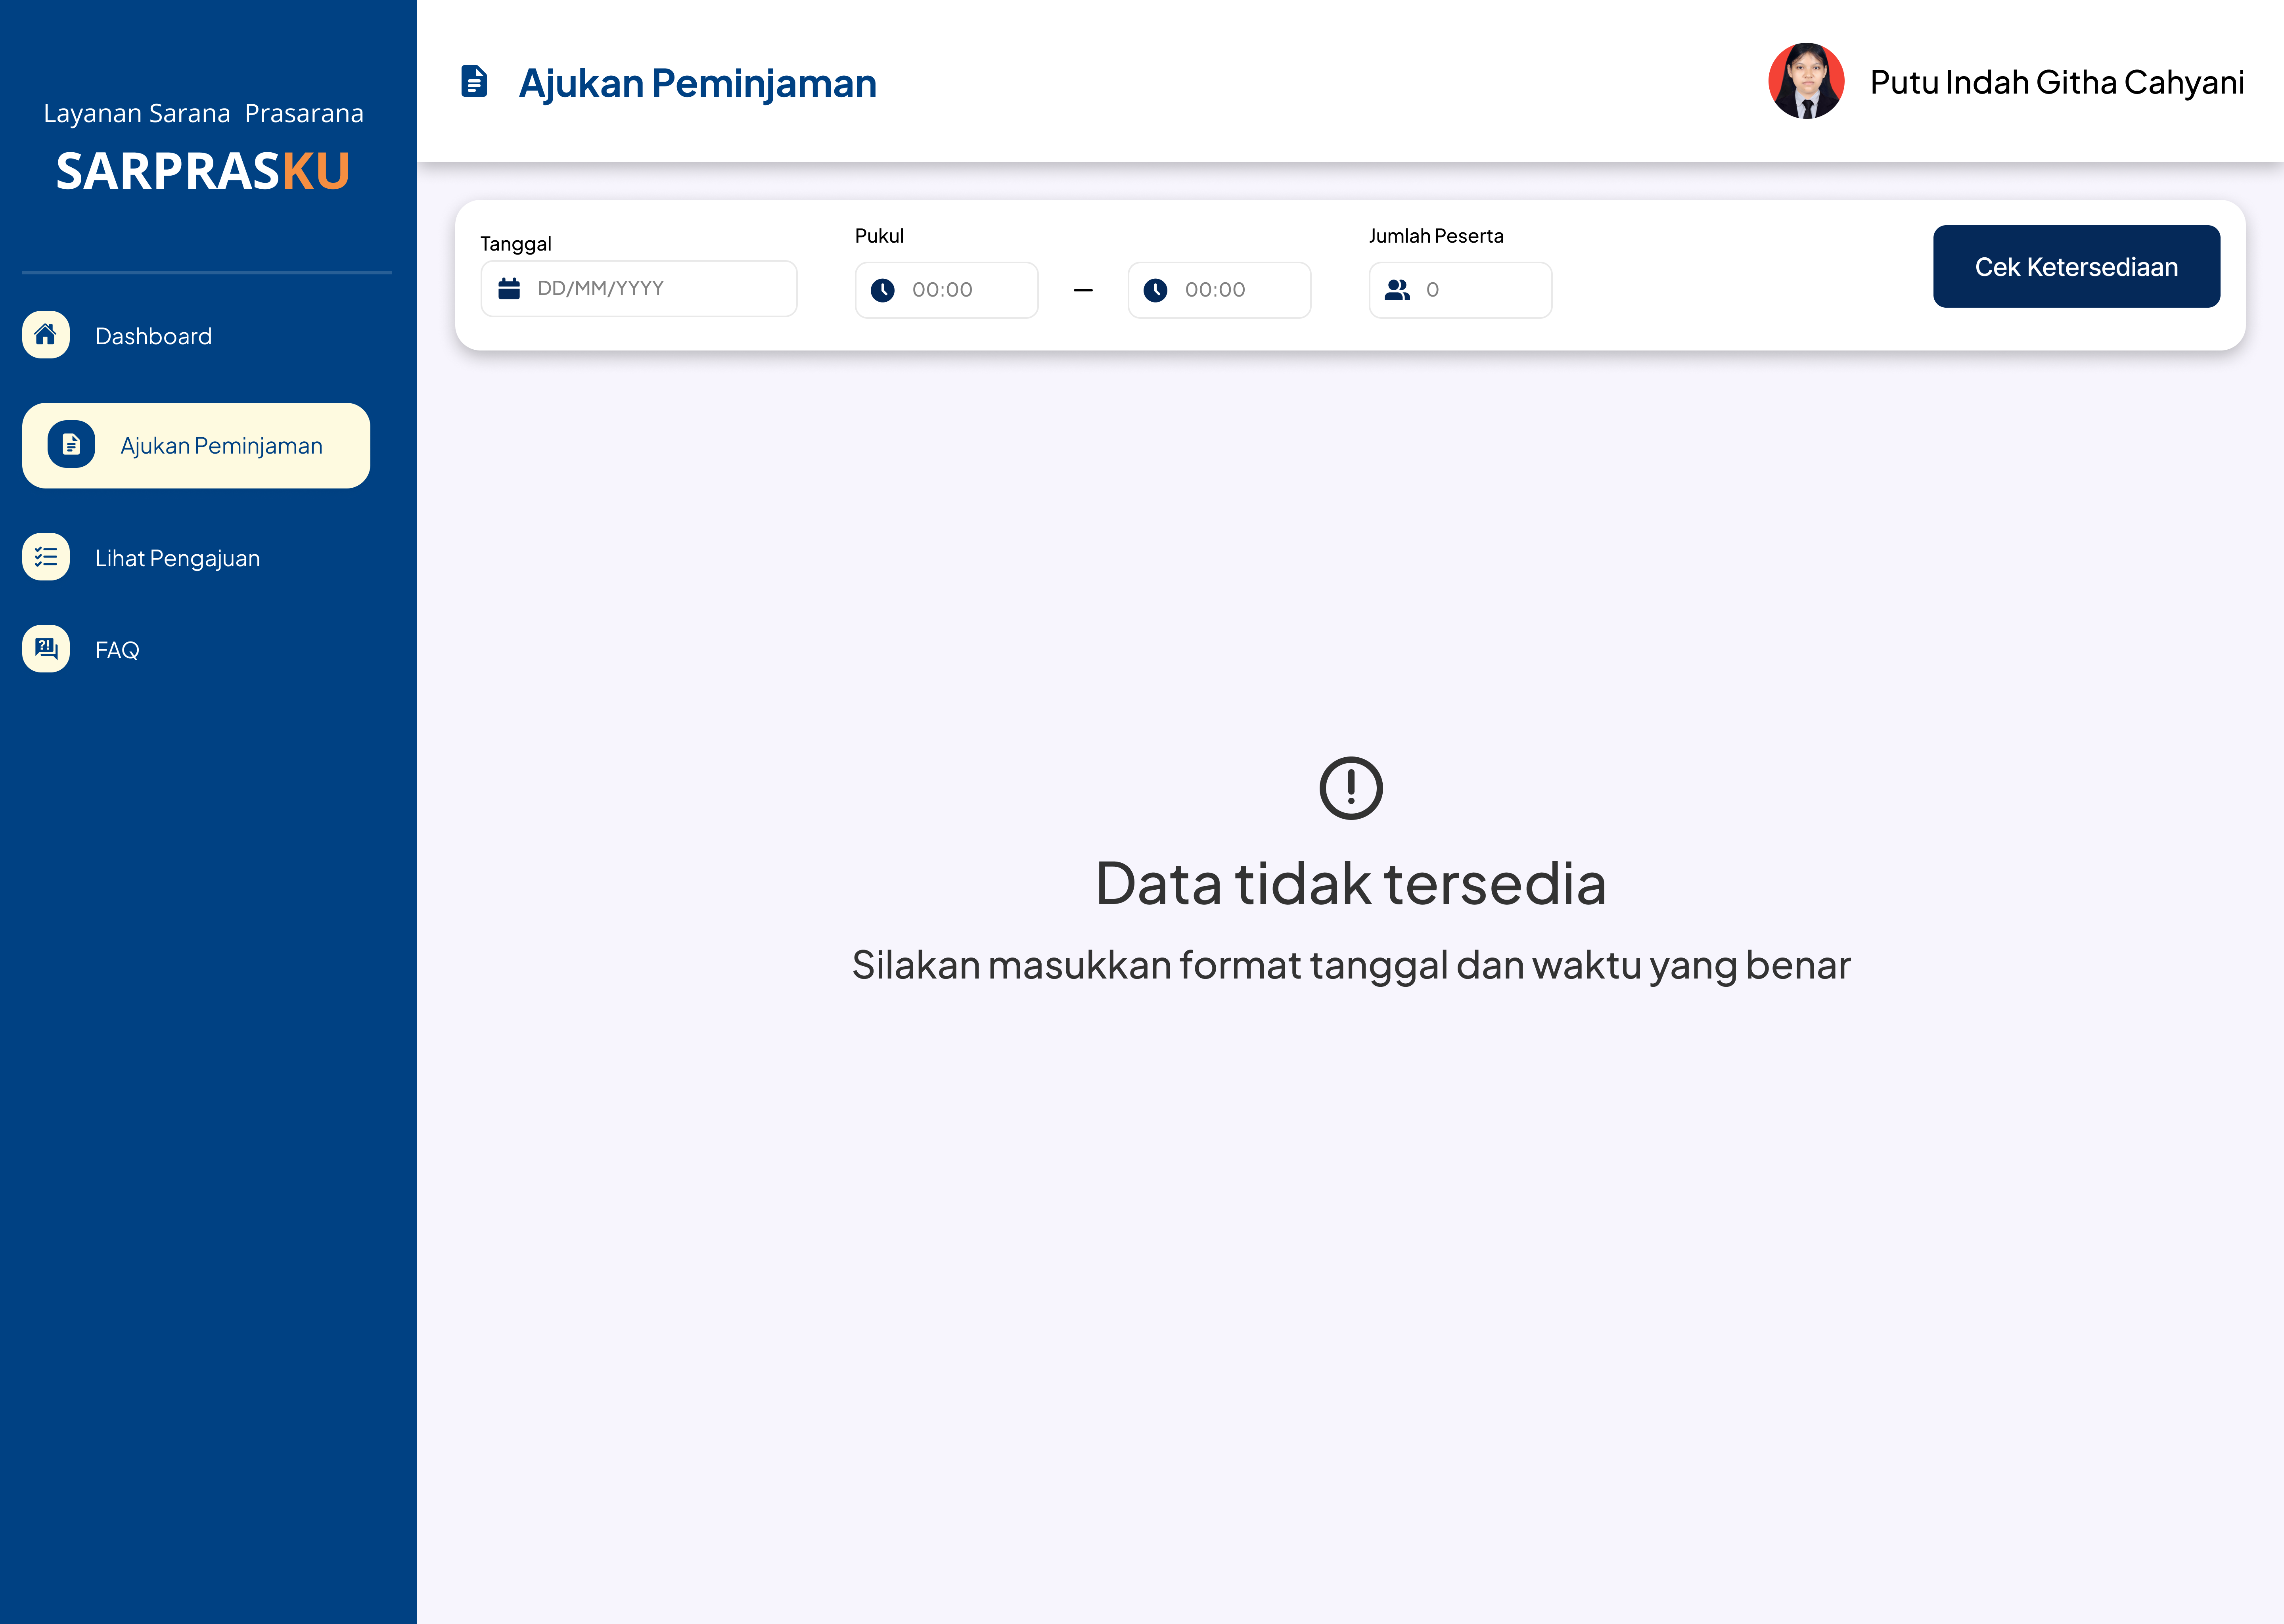 Layanan Sarana Prasarana
SARPRASKU
Dashboard
Ajukan Peminjaman
Lihat Pengajuan
FAQ
Ajukan Peminjaman
Putu Indah Githa Cahyani
Tanggal
DD/MM/YYYY
Pukul
00:00 – 00:00
Jumlah Peserta
0
Cek Ketersediaan
Data tidak tersedia
Silakan masukkan format tanggal dan waktu yang benar